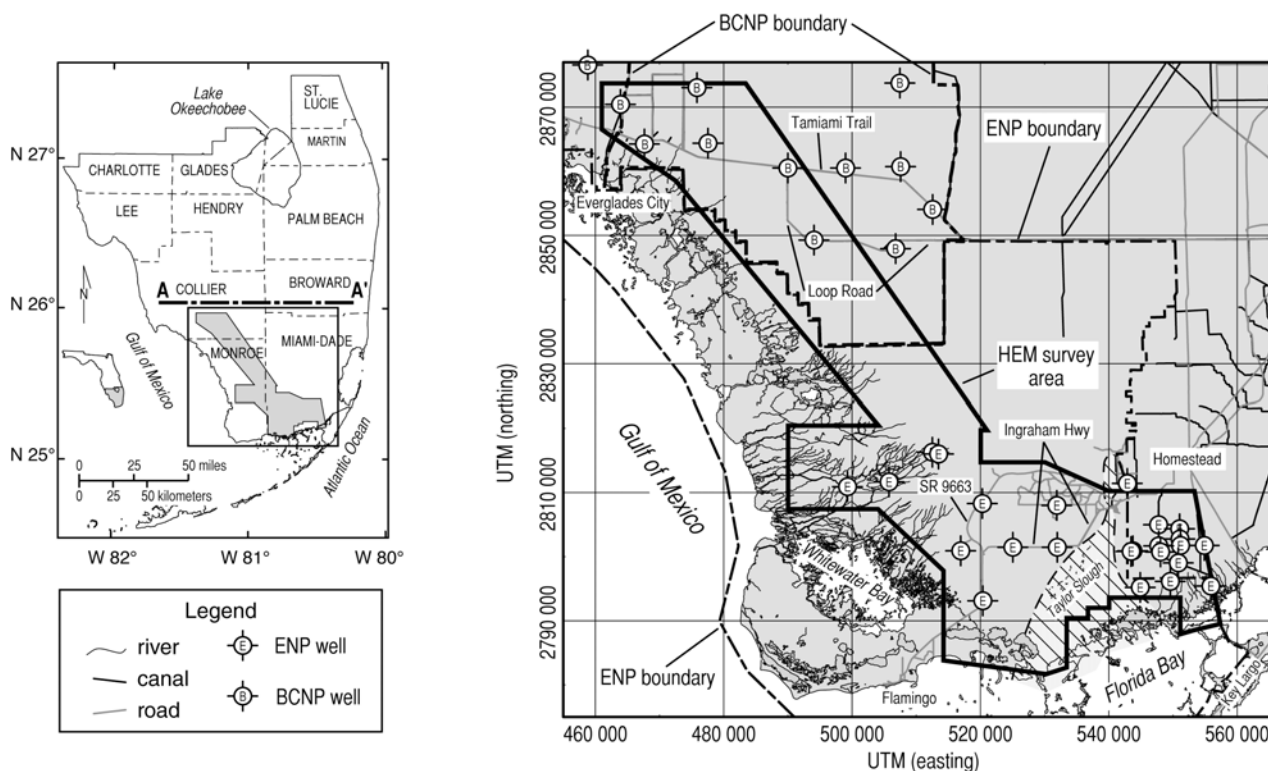 Lake
Okeechobee
ST.
LUCIE
MARTIN
CHARLOTTE
GLADES
LEE
HENDRY
PALM BEACH
N 27°
N 26°
N 25°
A
COLLIER
BROWARD
A'
N
MONROE
MIAMI-DADE
Gulf of Mexico
Atlantic Ocean
0 25 50 miles
0 25 50 kilometers
W 82° W 81° W 80°
Legend
river
canal
road
E ENP well
B BCNP well
BCNP boundary
Tamiami Trail
ENP boundary
Everglades City
Loop Road
HEM survey
area
Ingraham Hwy
Homestead
SR 9663
Gulf of Mexico
Whitewater Bay
Taylor Slough
ENP boundary
Flamingo
Florida Bay
Key Largo
B B B B B B B B B B B B B
E E E E E E E E E E E E E E E E E E E E E
UTM (northing)
2870 000
2850 000
2830 000
2810 000
2790 000
460 000 480 000 500 000 520 000 540 000 560 000
UTM (easting)